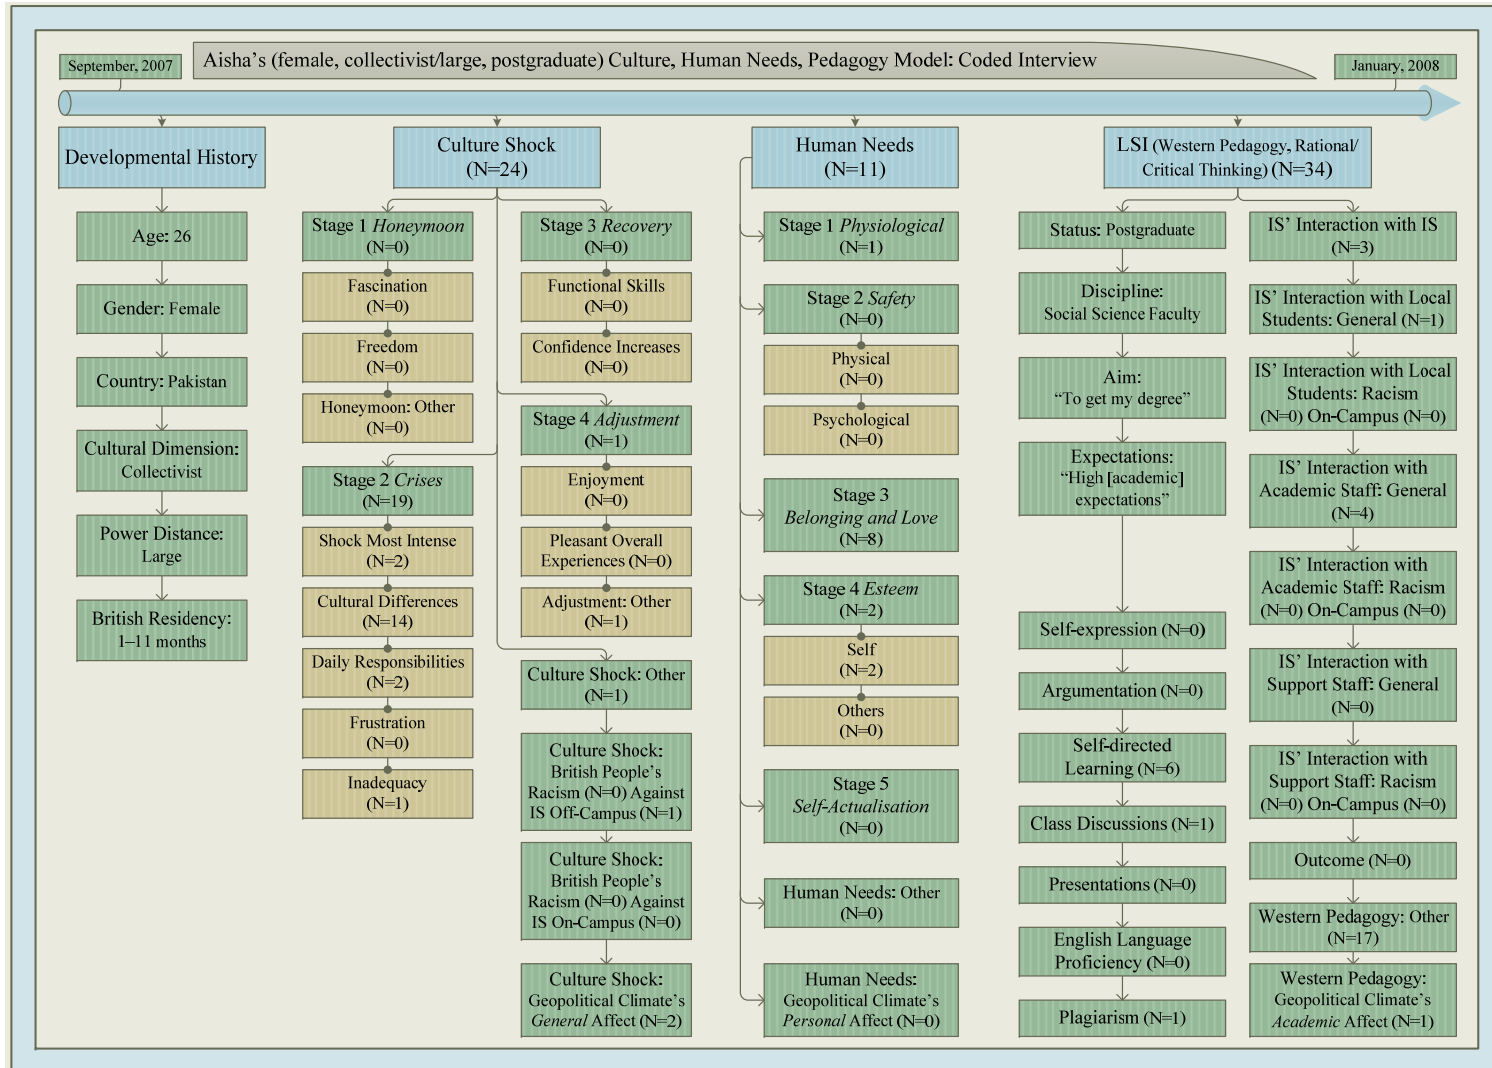 September, 2007
Aisha's (female, collectivist/large, postgraduate) Culture, Human Needs, Pedagogy Model: Coded Interview
January, 2008
Developmental History
Age: 26
Gender: Female
Country: Pakistan
Cultural Dimension:
Collectivist
Power Distance:
Large
British Residency:
1–11 months
Culture Shock
(N=24)
Stage 1 Honeymoon
(N=0)
Fascination
(N=0)
Freedom
(N=0)
Honeymoon: Other
(N=0)
Stage 2 Crises
(N=19)
Shock Most Intense
(N=2)
Cultural Differences
(N=14)
Daily Responsibilities
(N=2)
Frustration
(N=0)
Inadequacy
(N=1)
Stage 3 Recovery
(N=0)
Functional Skills
(N=0)
Confidence Increases
(N=0)
Stage 4 Adjustment
(N=1)
Enjoyment
(N=0)
Pleasant Overall
Experiences (N=0)
Adjustment: Other
(N=1)
Culture Shock: Other
(N=1)
Culture Shock:
British People's
Racism (N=0) Against
IS Off-Campus (N=1)
Culture Shock:
British People's
Racism (N=0) Against
IS On-Campus (N=0)
Culture Shock:
Geopolitical Climate's
General Affect (N=2)
Human Needs
(N=11)
Stage 1 Physiological
(N=1)
Stage 2 Safety
(N=0)
Physical
(N=0)
Psychological
(N=0)
Stage 3
Belonging and Love
(N=8)
Stage 4 Esteem
(N=2)
Self
(N=2)
Others
(N=0)
Stage 5
Self-Actualisation
(N=0)
Human Needs: Other
(N=0)
Human Needs:
Geopolitical Climate's
Personal Affect (N=0)
LSI (Western Pedagogy, Rational/
Critical Thinking) (N=34)
Status: Postgraduate
Discipline:
Social Science Faculty
Aim:
“To get my degree”
Expectations:
“High [academic]
expectations”
Self-expression (N=0)
Argumentation (N=0)
Self-directed
Learning (N=6)
Class Discussions (N=1)
Presentations (N=0)
English Language
Proficiency (N=0)
Plagiarism (N=1)
IS' Interaction with IS
(N=3)
IS' Interaction with Local
Students: General (N=1)
IS' Interaction with Local
Students: Racism
(N=0) On-Campus (N=0)
IS' Interaction with
Academic Staff: General
(N=4)
IS' Interaction with
Academic Staff: Racism
(N=0) On-Campus (N=0)
IS' Interaction with
Support Staff: General
(N=0)
IS' Interaction with
Support Staff: Racism
(N=0) On-Campus (N=0)
Outcome (N=0)
Western Pedagogy: Other
(N=17)
Western Pedagogy:
Geopolitical Climate's
Academic Affect (N=1)